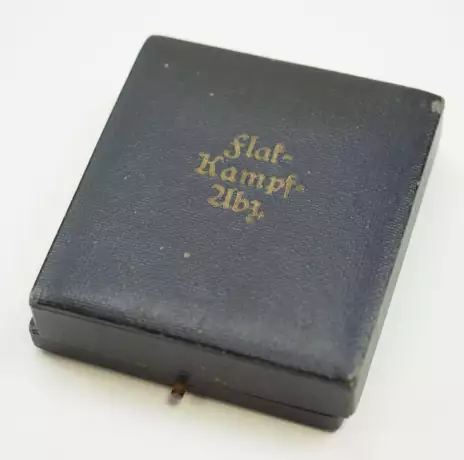 Flak-
Kampf-
Abz.